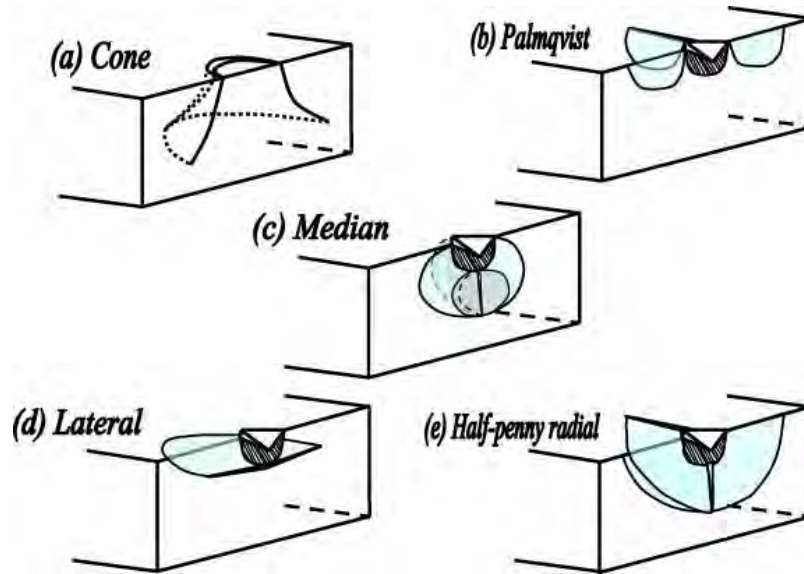 (a) Cone
(b) Palmqvist
(c) Median
(d) Lateral
(e) Half-penny radial